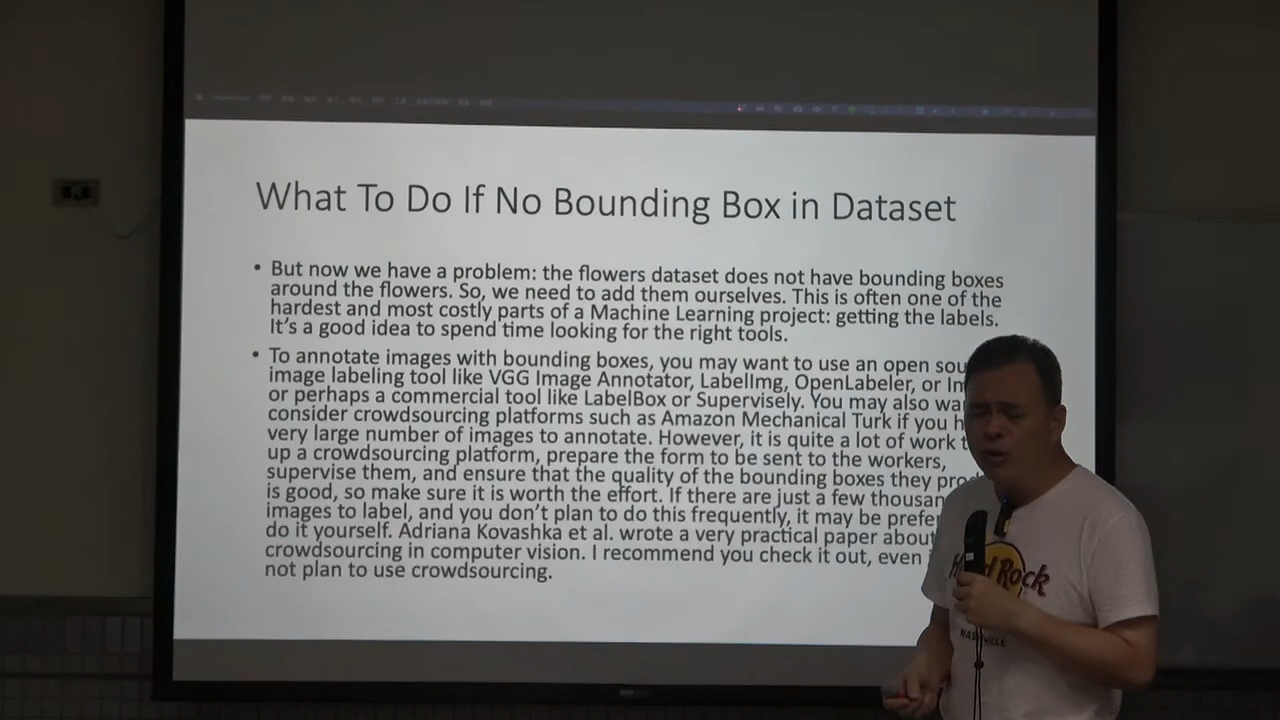 What To Do If No Bounding Box in Dataset
• But now we have a problem: the flowers dataset does not have bounding boxes
around the flowers. So, we need to add them ourselves. This is often one of the
hardest and most costly parts of a Machine Learning project: getting the labels.
It's a good idea to spend time looking for the right tools.
• To annotate images with bounding boxes, you may want to use an open
image labeling tool like VGG Image Annotator, LabelImg, OpenLabeler, or
or perhaps a commercial tool like LabelBox or Supervisely. You may also
consider crowdsourcing platforms such as Amazon Mechanical Turk if you
very large number of images to annotate. However, it is quite a lot of work
up a crowdsourcing platform, prepare the form to be sent to the workers,
supervise them, and ensure that the quality of the bounding boxes they
is good, so make sure it is worth the effort. If there are just a few
images to label, and you don't plan to do this frequently, it may be
do it yourself. Adriana Kovashka et al. wrote a very practical paper about
crowdsourcing in computer vision. I recommend you check it out, even
not plan to use crowdsourcing.
Rock